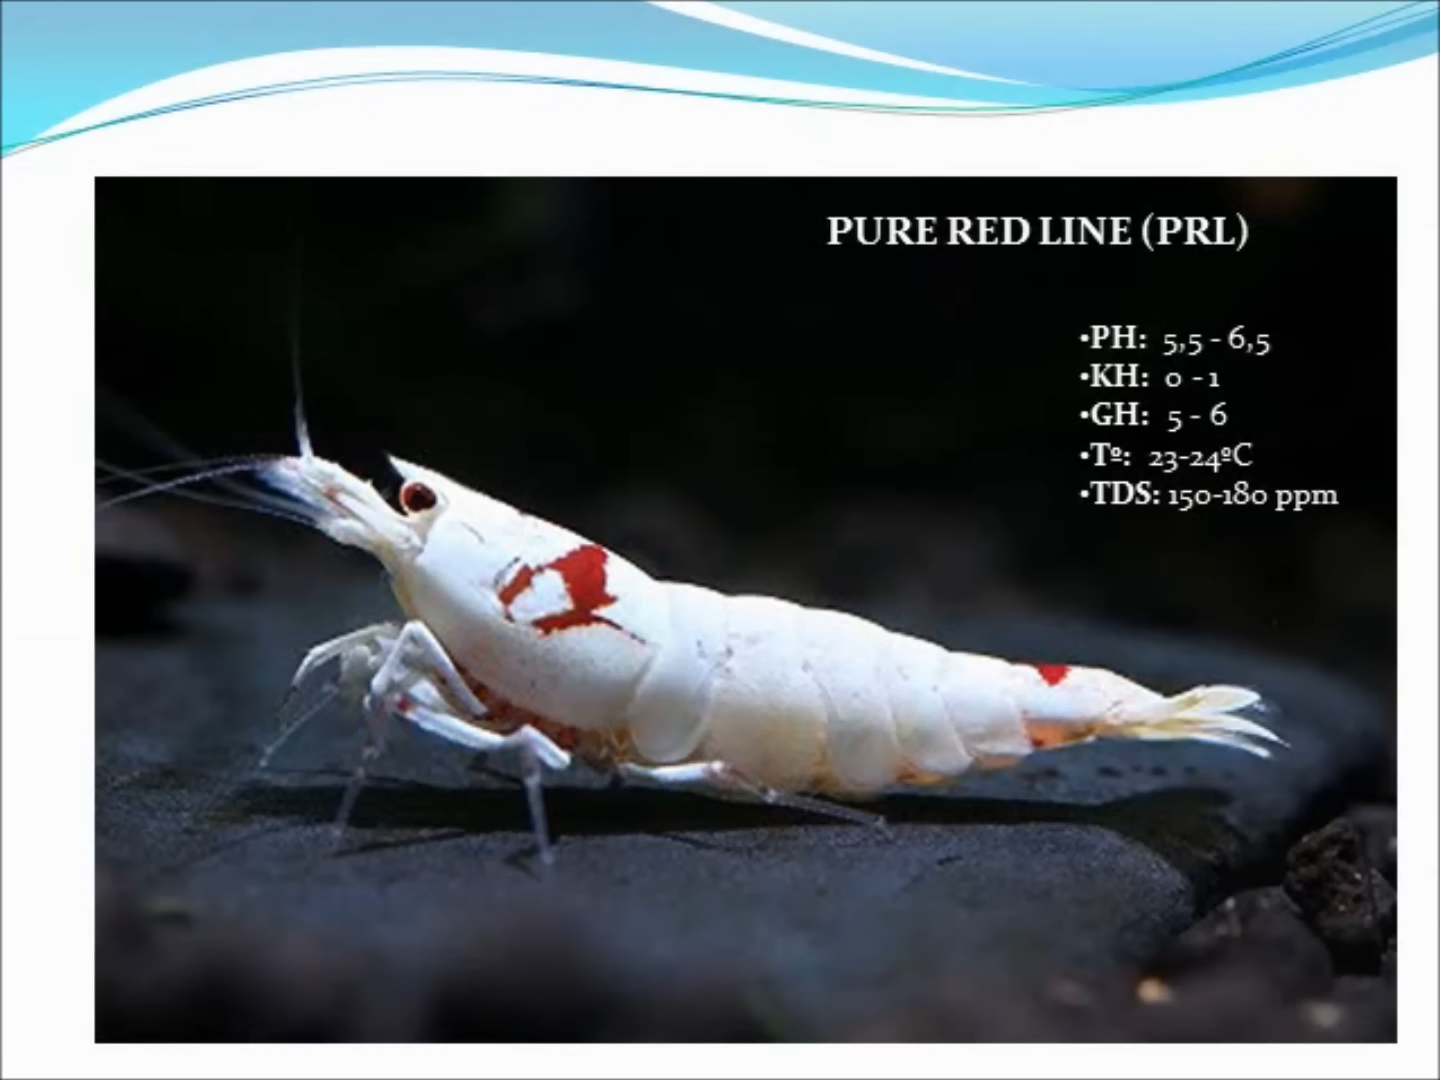 PURE RED LINE (PRL)
•PH: 5,5 - 6,5
•KH: 0 - 1
•GH: 5 - 6
•Tº: 23-24ºC
•TDS: 150-180 ppm